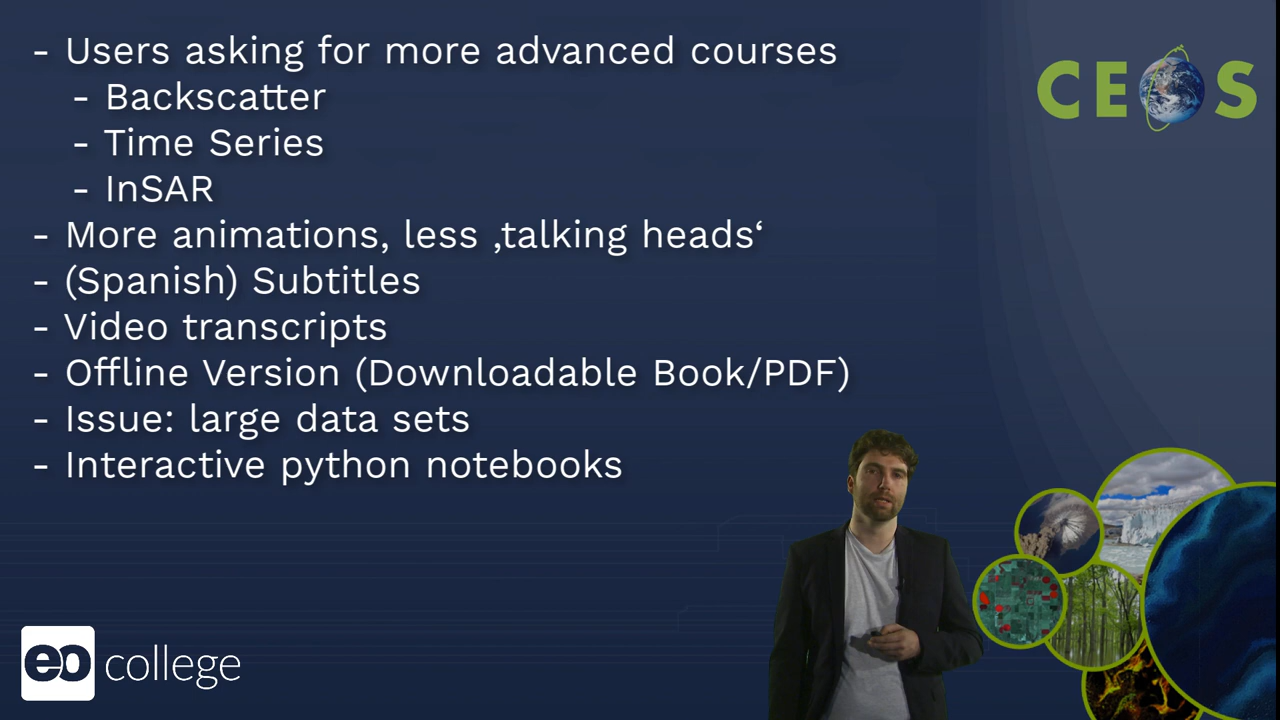 - Users asking for more advanced courses
- Backscatter
- Time Series
- InSAR
- More animations, less ‚talking heads‘
- (Spanish) Subtitles
- Video transcripts
- Offline Version (Downloadable Book/PDF)
- Issue: large data sets
- Interactive python notebooks
CEOS
eo college